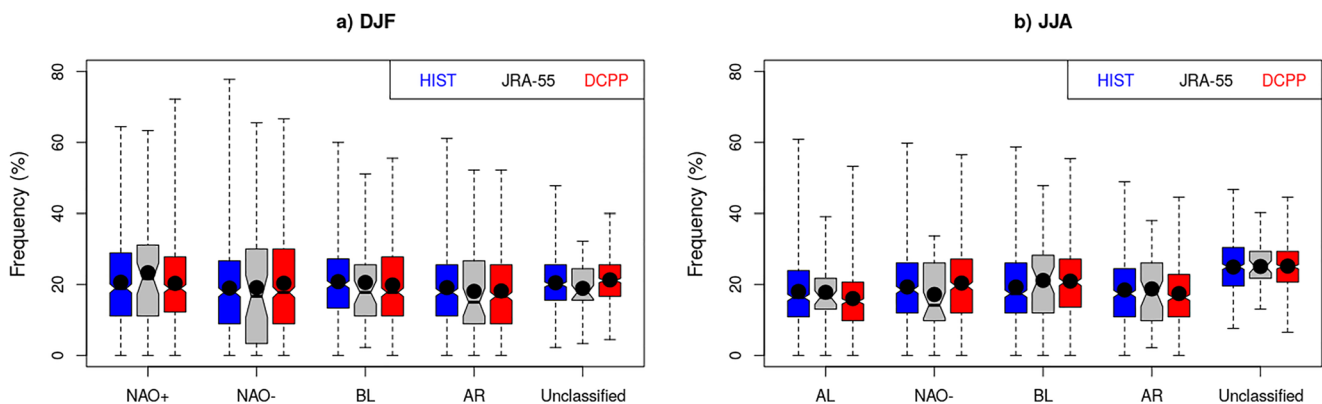 a) DJF
HIST JRA-55 DCPP
Frequency (%)
80
60
40
20
0
NAO+ NAO- BL AR Unclassified
b) JJA
HIST JRA-55 DCPP
Frequency (%)
80
60
40
20
0
AL NAO- BL AR Unclassified